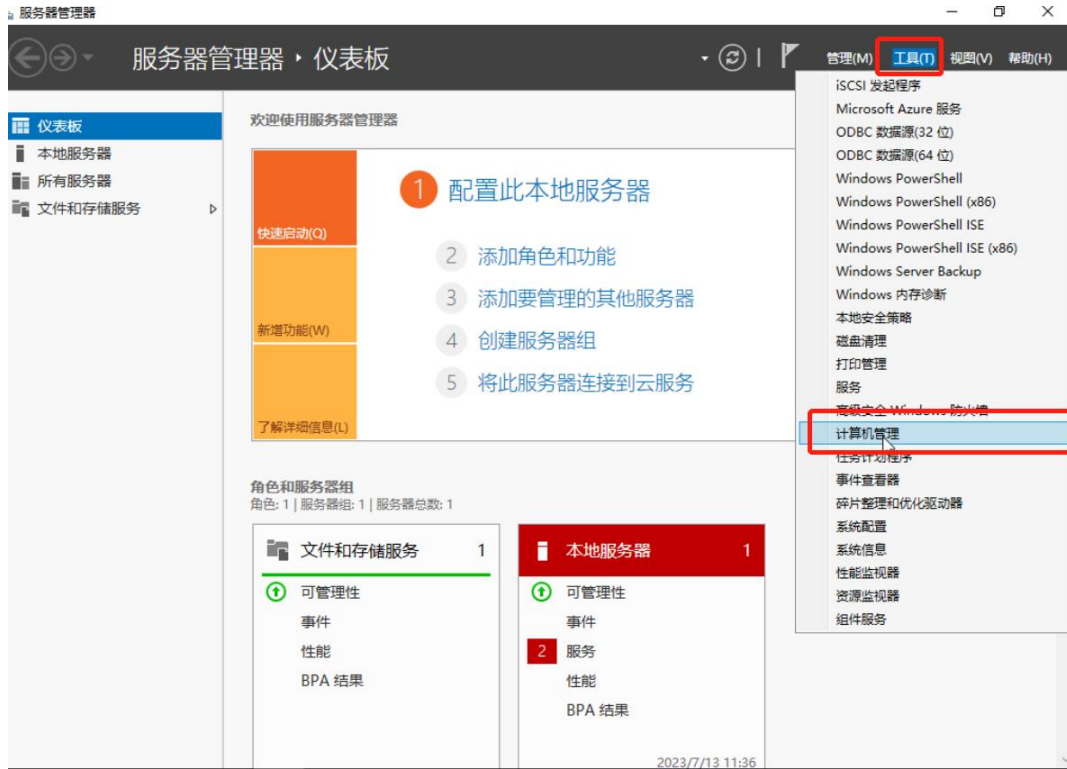 服务器管理器
服务器管理器 · 仪表板
管理(M) 工具(T) 视图(V) 帮助(H)
仪表板
本地服务器
所有服务器
文件和存储服务
欢迎使用服务器管理器
快速启动(Q)
新增功能(W)
了解详细信息(L)
1 配置此本地服务器
2 添加角色和功能
3 添加要管理的其他服务器
4 创建服务器组
5 将此服务器连接到云服务
角色和服务器组
角色: 1 | 服务器组: 1 | 服务器总数: 1
文件和存储服务 1
可管理性
事件
性能
BPA 结果
本地服务器 1
可管理性
事件
2 服务
性能
BPA 结果
2023/7/13 11:36
iSCSI 发起程序
Microsoft Azure 服务
ODBC 数据源(32 位)
ODBC 数据源(64 位)
Windows PowerShell
Windows PowerShell (x86)
Windows PowerShell ISE
Windows PowerShell ISE (x86)
Windows Server Backup
Windows 内存诊断
本地安全策略
磁盘清理
打印管理
服务
高级安全 Windows 防火墙
计算机管理
任务计划程序
事件查看器
碎片整理和优化驱动器
系统配置
系统信息
性能监视器
资源监视器
组件服务